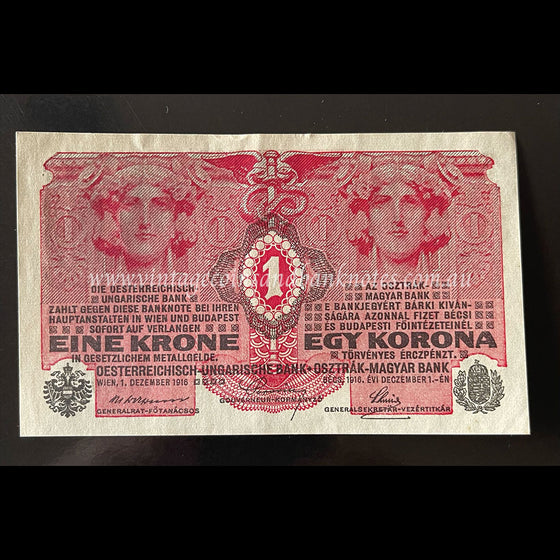 1
www.vintagecoinsandbanknotes.com.au
DIE OESTERREICHISCH-
UNGARISCHE BANK
ZAHLT GEGEN DIESE BANKNOTE BEI IHREN
HAUPTANSTALTEN IN WIEN UND BUDAPEST
SOFORT AUF VERLANGEN
EINE KRONE
IN GESETZLICHEM METALLGELDE.
AZ OSZTRÁK-
MAGYAR BANK
E BANKJEGYÉRT BÁRKI KIVÁN-
SÁGÁRA AZONNAL FIZET BÉCSI
ÉS BUDAPESTI FŐINTÉZETEINÉL
EGY KORONA
TÖRVÉNYES ÉRCZPÉNZT.
OESTERREICHISCH-UNGARISCHE BANK • OSZTRÁK-MAGYAR BANK
WIEN, 1. DEZEMBER 1916
BÉCS, 1916. ÉVI DECZEMBER 1.-ÉN
GENERALRAT-FŐTANÁCSOS
GOUVERNEUR-KORMÁNYZÓ
GENERALSEKRETÄR-VEZÉRTITKÁR